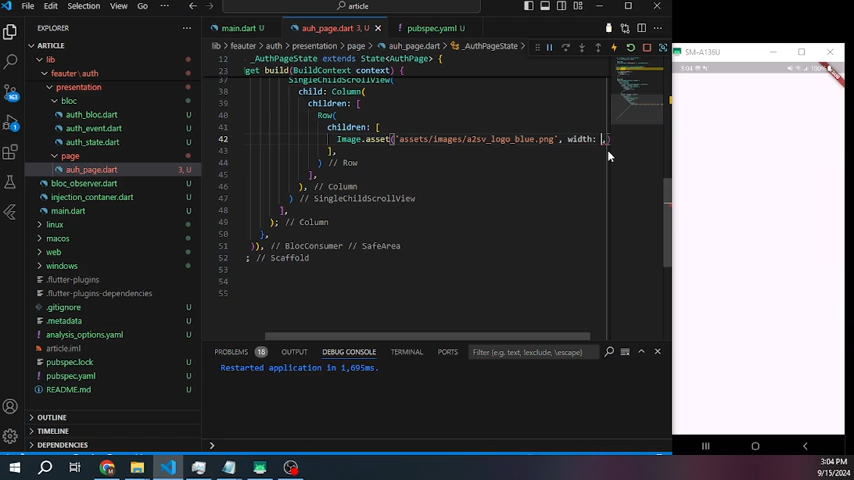 File Edit Selection View Go ··· article
EXPLORER
ARTICLE
lib
feauter \ auth
presentation
bloc
auth_bloc.dart U
auth_event.dart U
auth_state.dart U
page
auh_page.dart 3, U
bloc_observer.dart U
injection_contaner.dart U
main.dart U
linux
macos
web
windows
.flutter-plugins
.flutter-plugins-dependencies
.gitignore U
.metadata U
analysis_options.yaml U
article.iml
pubspec.lock U
pubspec.yaml U
README.md U
OUTLINE
TIMELINE
DEPENDENCIES
main.dart U auh_page.dart 3, U pubspec.yaml U
lib > feauter > auth > presentation > page > auh_page.dart > _AuthPageState
12 _AuthPageState extends State<AuthPage> {
23 get build(BuildContext context) {
SingleChildScrollView(
38 child: Column(
39 children: [
40 Row(
41 children: [
42 Image.asset('assets/images/a2sv_logo_blue.png', width: ,)
43 ],
44 ) // Row
45 ],
46 ), // Column
47 ) // SingleChildScrollView
48 ],
49 ); // Column
50 },
51 )), // BlocConsumer // SafeArea
52 ; // Scaffold
53
54
55
PROBLEMS 18 OUTPUT DEBUG CONSOLE TERMINAL PORTS Filter (e.g. text, !exclude, \escape)
Restarted application in 1,695ms.
SM-A136U
3:04
100%
3:04 PM
9/15/2024